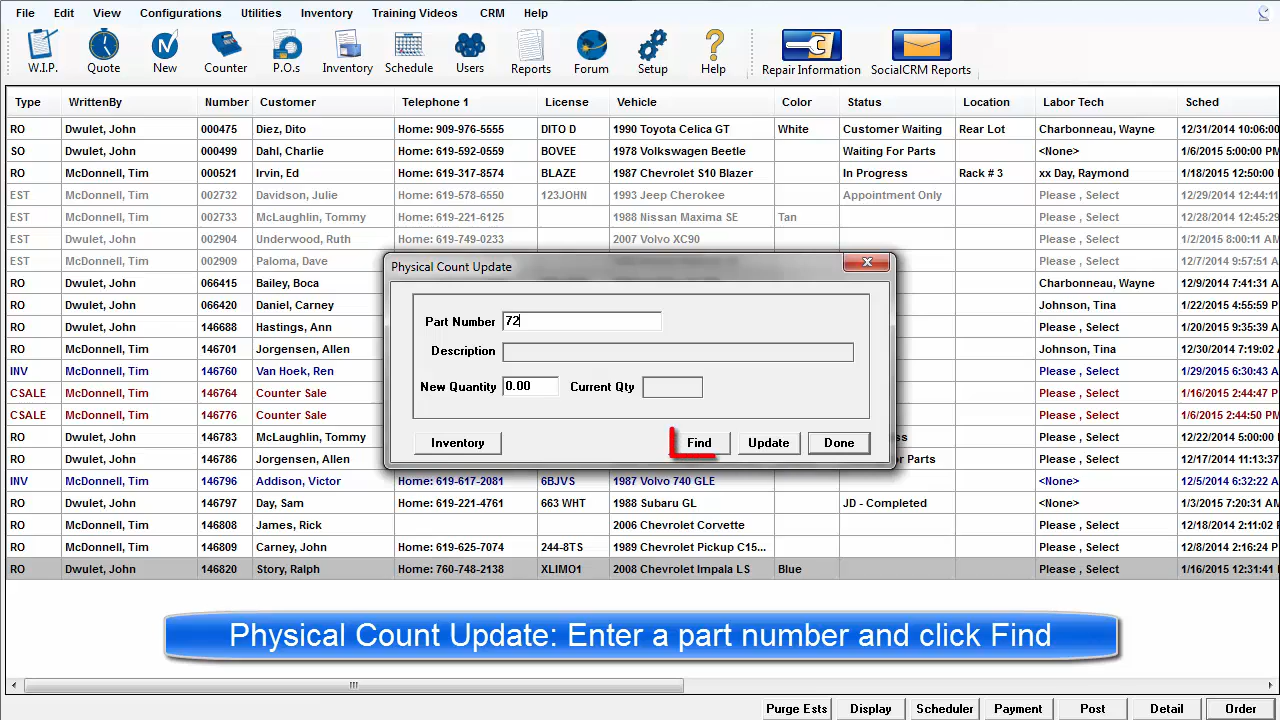 File Edit View Configurations Utilities Inventory Training Videos CRM Help
W.I.P. Quote New Counter P.O.s Inventory Schedule Users Reports Forum Setup Help Repair Information SocialCRM Reports
Type WrittenBy Number Customer Telephone 1 License Vehicle Color Status Location Labor Tech Sched
RO Dwulet, John 000475 Diez, Dito Home: 909-976-5555 DITO D 1990 Toyota Celica GT White Customer Waiting Rear Lot Charbonneau, Wayne 12/31/2014 10:06:00
SO Dwulet, John 000499 Dahl, Charlie Home: 619-592-0559 BOVEE 1978 Volkswagen Beetle Waiting For Parts <None> 1/2/2015 5:00:00 PM
RO McDonnell, Tim 000521 Irvin, Ed Home: 619-317-8574 BLAZE 1987 Chevrolet S10 Blazer In Progress Rack # 3 xx Day, Raymond 1/18/2015 12:50:00
EST McDonnell, Tim 002732 Davidson, Julie Home: 619-578-6550 123JOHN 1993 Jeep Cherokee Appointment Only Please , Select 12/29/2014 12:44:11
EST McDonnell, Tim 002733 McLaughlin, Tommy Home: 619-221-6125 1988 Nissan Maxima SE Tan Please , Select 12/28/2014 12:45:29
EST Dwulet, John 002904 Underwood, Ruth Home: 619-749-0233 2007 Volvo XC90 Please , Select 1/2/2015 8:00:11 AM
EST McDonnell, Tim 002909 Paloma, Dave Please , Select 12/7/2014 9:57:51
RO Dwulet, John 066415 Bailey, Boca Charbonneau, Wayne 12/9/2014 7:41:31
RO Dwulet, John 066420 Daniel, Carney Johnson, Tina 1/22/2015 4:55:59
RO McDonnell, Tim 146688 Hastings, Ann Please , Select 1/20/2015 9:35:39
RO McDonnell, Tim 146701 Jorgensen, Allen Johnson, Tina 12/30/2014 7:19:02
INV McDonnell, Tim 146760 Van Hoek, Ren Please , Select 1/29/2015 6:30:43
CSALE McDonnell, Tim 146764 Counter Sale Please , Select 1/16/2015 2:44:47 P
CSALE McDonnell, Tim 146776 Counter Sale Please , Select 1/6/2015 2:44:50 PM
RO McDonnell, Tim 146783 McLaughlin, Tommy Please , Select 12/22/2014 5:00:00
RO McDonnell, Tim 146786 Jorgensen, Allen Parts Please , Select 12/17/2014 11:13:37
INV McDonnell, Tim 146796 Addison, Victor Home: 619-617-2081 6BJVS 1987 Volvo 740 GLE <None> 12/5/2014 6:32:22
RO McDonnell, Tim 146797 Day, Sam Home: 619-221-4761 663 WHT 1988 Subaru GL JD - Completed <None> 1/3/2015 7:20:31 AM
RO McDonnell, Tim 146808 James, Rick 2006 Chevrolet Corvette Please , Select 12/18/2014 2:11:02
RO McDonnell, Tim 146809 Carney, John Home: 619-625-7074 244-8TS 1989 Chevrolet Pickup C15... Please , Select 12/8/2014 2:16:24 P
RO Dwulet, John 146820 Story, Ralph Home: 760-748-2138 XLIMO1 2008 Chevrolet Impala LS Blue Please , Select 1/16/2015 12:31:41
Physical Count Update
Part Number 72
Description
New Quantity 0.00 Current Qty
Inventory Find Update Done
Physical Count Update: Enter a part number and click Find
Purge Ests Display Scheduler Payment Post Detail Order